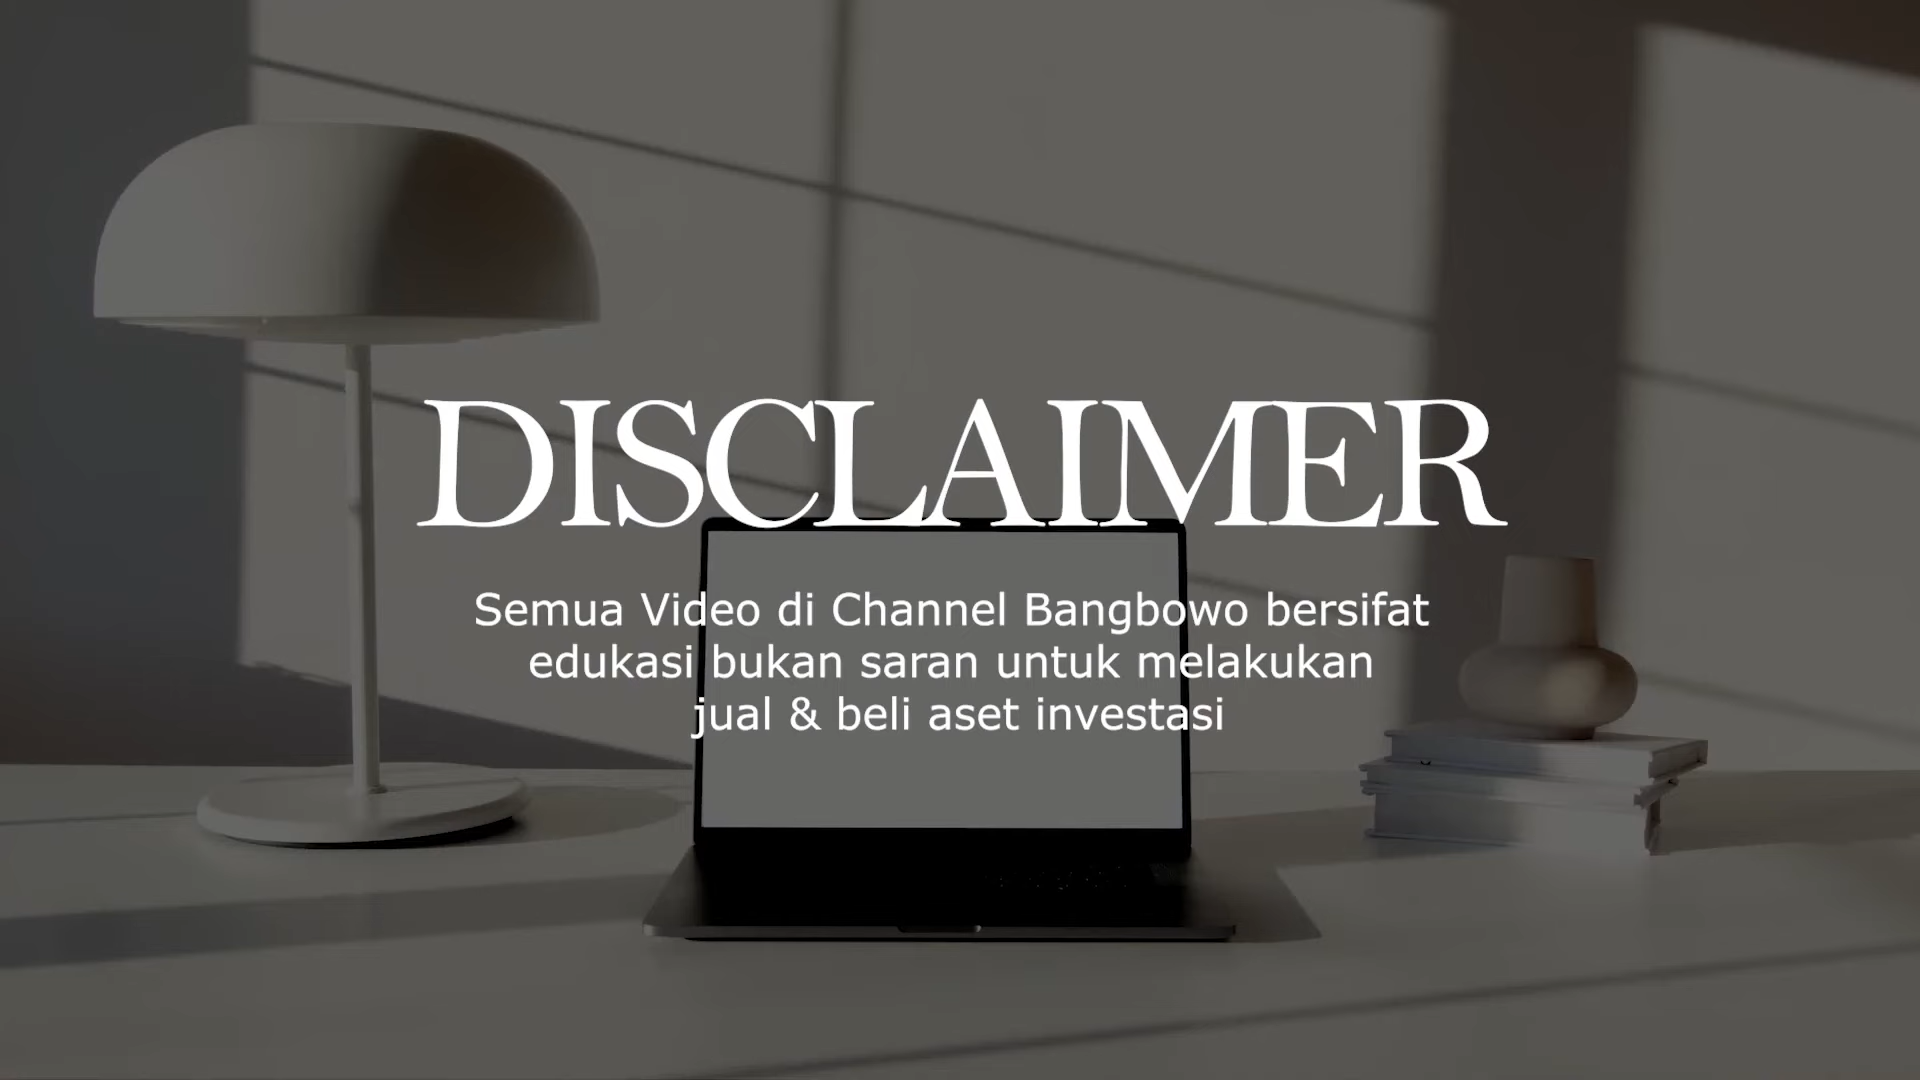 DISCLAIMER
Semua Video di Channel Bangbowo bersifat
edukasi bukan saran untuk melakukan
jual & beli aset investasi